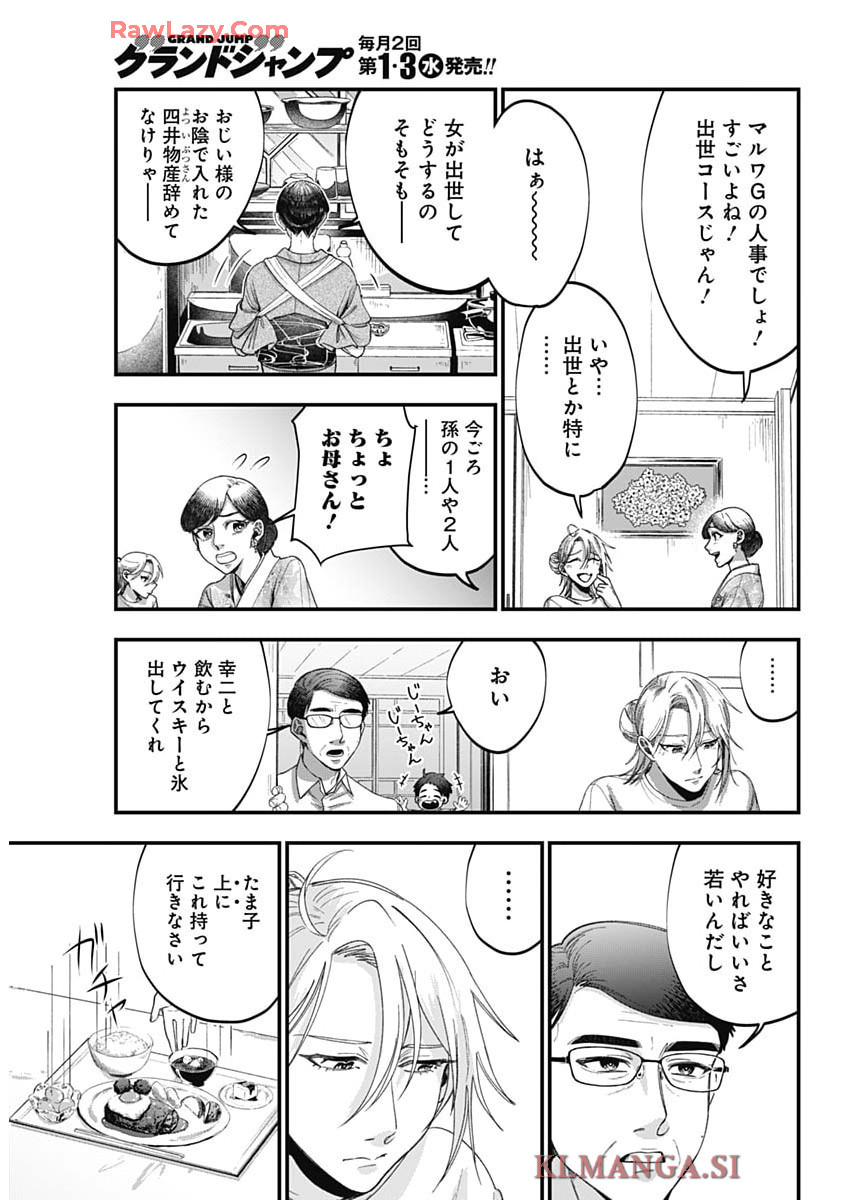 RawLazy.com
GRAND JUMP
グランドジャンプ
毎月2回
第1・3水発売!!
マルワGの人事でしょ!
すごいよね!
出世コースじゃん!
いや…
出世とか特に
……
はぁ〜〜〜〜〜
女が出世して
どうするの
そもそも――
おじい様の
お陰で入れた
四井物産辞めて
よついぶつさん
なけりゃ――
今ごろ
孫の1人や2人
――…
ちょ
ちょっと
お母さん!
……
おい
じーちゃん
じーちゃん
幸二と
飲むから
ウイスキーと氷
出してくれ
好きなこと
やればいいさ
若いんだし
……
たま子
上に
これ持って
行きなさい
ガチャ
KLMANGA.SI